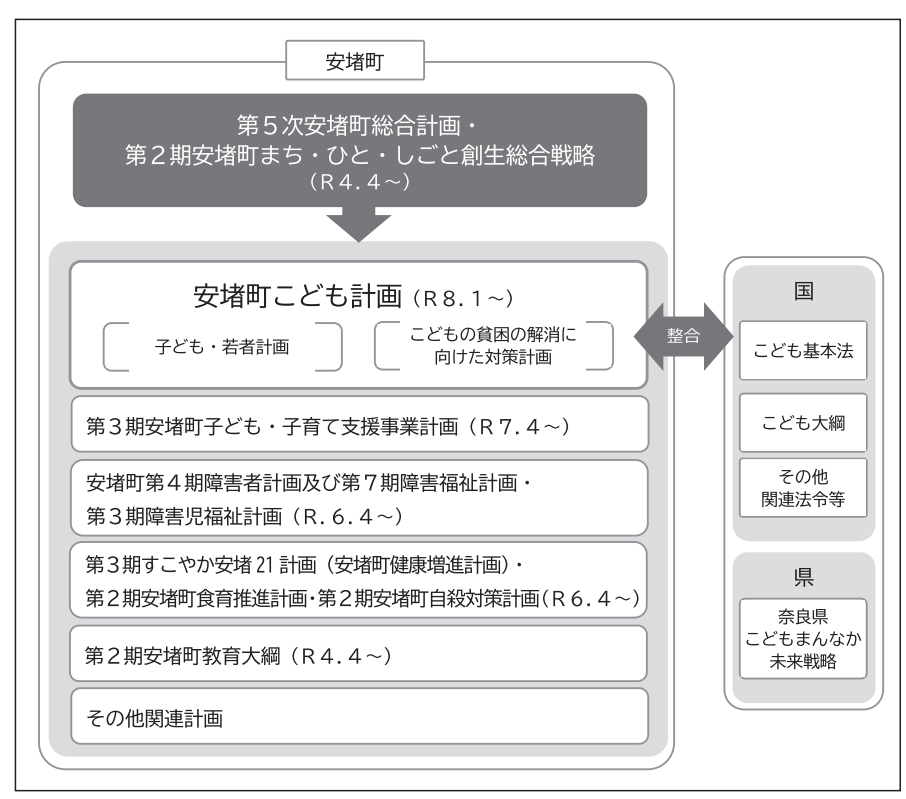 安堵町
第５次安堵町総合計画・
第２期安堵町まち・ひと・しごと創生総合戦略
（Ｒ４．４～）
安堵町こども計画（Ｒ８．１～）
子ども・若者計画
こどもの貧困の解消に
向けた対策計画
第３期安堵町子ども・子育て支援事業計画（Ｒ７．４～）
安堵町第４期障害者計画及び第７期障害福祉計画・
第３期障害児福祉計画（Ｒ．６．４～）
第３期すこやか安堵21計画（安堵町健康増進計画）・
第２期安堵町食育推進計画・第２期安堵町自殺対策計画（Ｒ６．４～）
第２期安堵町教育大綱（Ｒ４．４～）
その他関連計画
整合
国
こども基本法
こども大綱
その他
関連法令等
県
奈良県
こどもまんなか
未来戦略